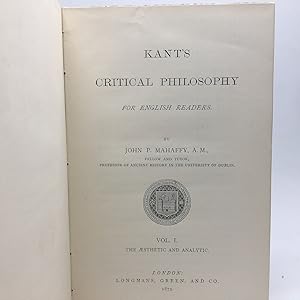 KANT'S
CRITICAL PHILOSOPHY
FOR ENGLISH READERS.
BY
JOHN P. MAHAFFY, A.M.,
FELLOW AND TUTOR,
PROFESSOR OF ANCIENT HISTORY IN THE UNIVERSITY OF DUBLIN.
VOL. I.
THE ÆSTHETIC AND ANALYTIC.
LONDON:
LONGMANS, GREEN, AND CO.
1872.